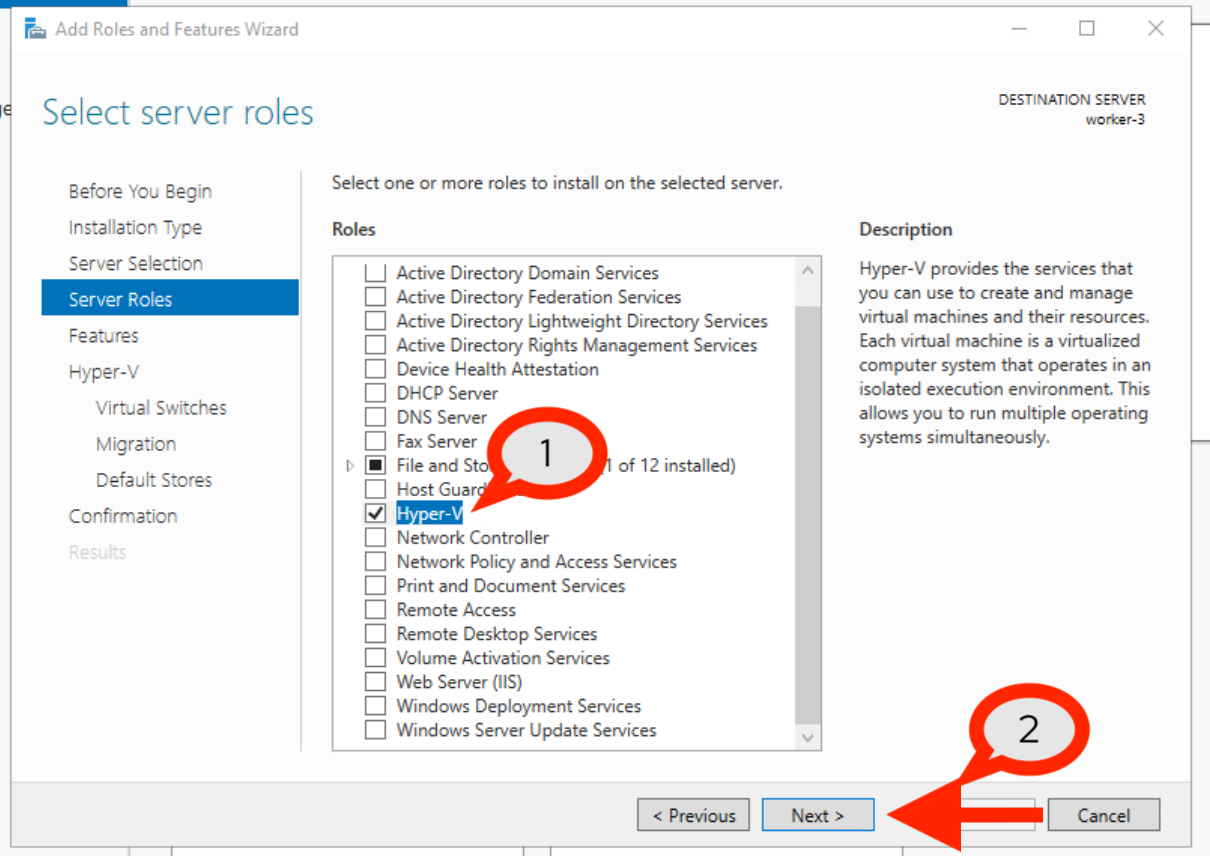 Add Roles and Features Wizard
Select server roles
DESTINATION SERVER
worker-3
Before You Begin
Installation Type
Server Selection
Server Roles
Features
Hyper-V
Virtual Switches
Migration
Default Stores
Confirmation
Results
Select one or more roles to install on the selected server.
Roles
Active Directory Domain Services
Active Directory Federation Services
Active Directory Lightweight Directory Services
Active Directory Rights Management Services
Device Health Attestation
DHCP Server
DNS Server
Fax Server
File and Sto 1 of 12 installed)
Host Guard
Hyper-V
Network Controller
Network Policy and Access Services
Print and Document Services
Remote Access
Remote Desktop Services
Volume Activation Services
Web Server (IIS)
Windows Deployment Services
Windows Server Update Services
1
Description
Hyper-V provides the services that
you can use to create and manage
virtual machines and their resources.
Each virtual machine is a virtualized
computer system that operates in an
isolated execution environment. This
allows you to run multiple operating
systems simultaneously.
2
< Previous
Next >
Cancel